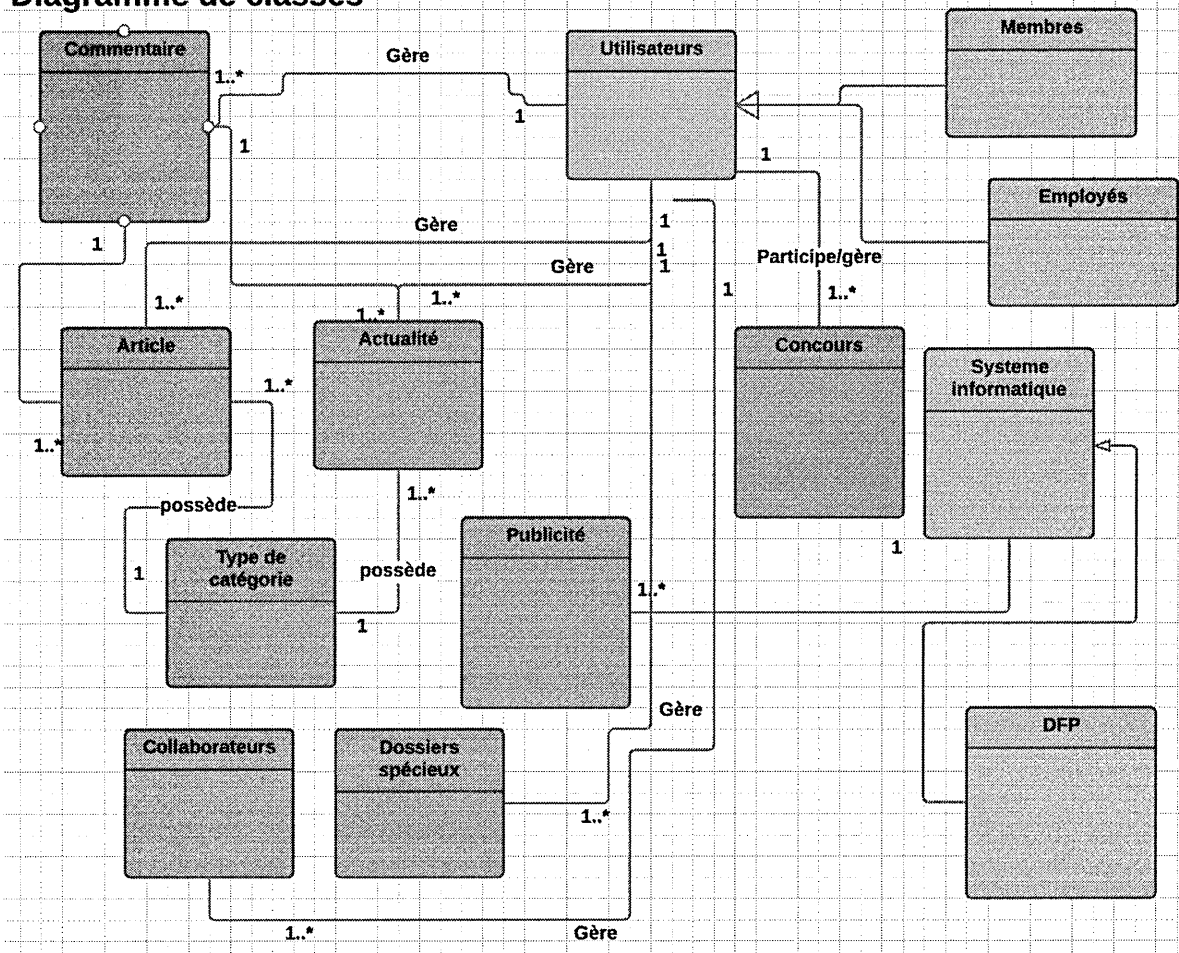 Diagramme de classes
Membres
Commentaire
Utilisateurs
Gère
1..*
1
1
1
Employés
1
Gère
1
1
Participe/gère
Gère
1
1
1..*
1..*
1..*
1..*
Article
Actualité
Concours
Systeme
informatique
1..*
1..*
1..*
possède
Publicité
1
Type de
catégorie
possède
1
1..*
1
Gère
DFP
Collaborateurs
Dossiers
spécieux
1..*
1..*
Gère